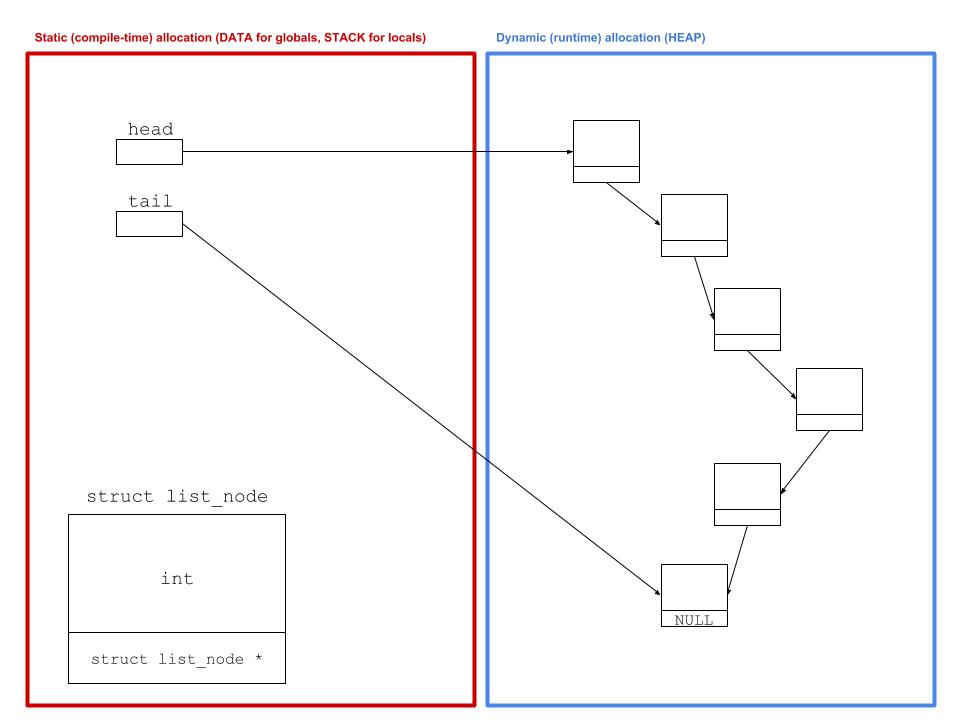 Static (compile-time) allocation (DATA for globals, STACK for locals)
Dynamic (runtime) allocation (HEAP)
head
tail
struct list_node
int
struct list_node *
NULL